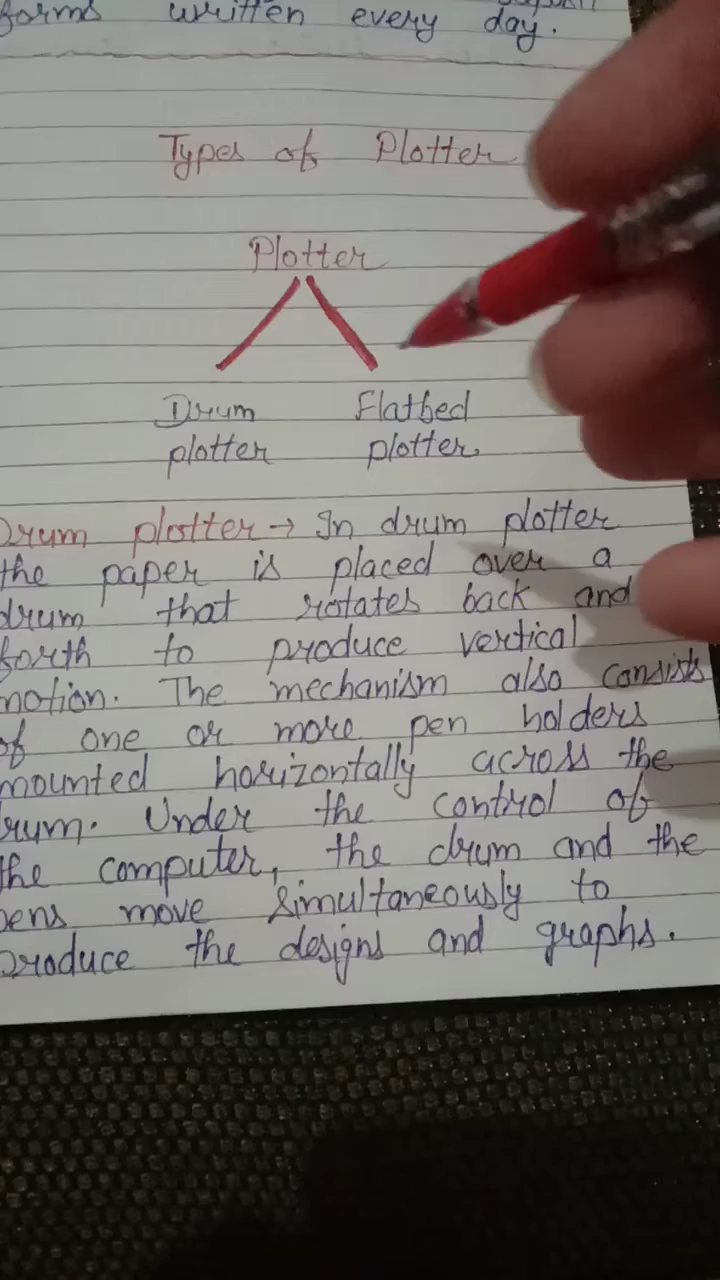 forms written every day.
Types of Plotter
Plotter
Drum Flatbed
plotter plotter.
Drum plotter → In drum plotter
the paper is placed over a
drum that rotates back and
forth to produce vertical
motion. The mechanism also consists
of one or more pen holders
mounted horizontally across the
drum. Under the control of
the computer, the drum and the
pens move simultaneously to
produce the designs and graphs.